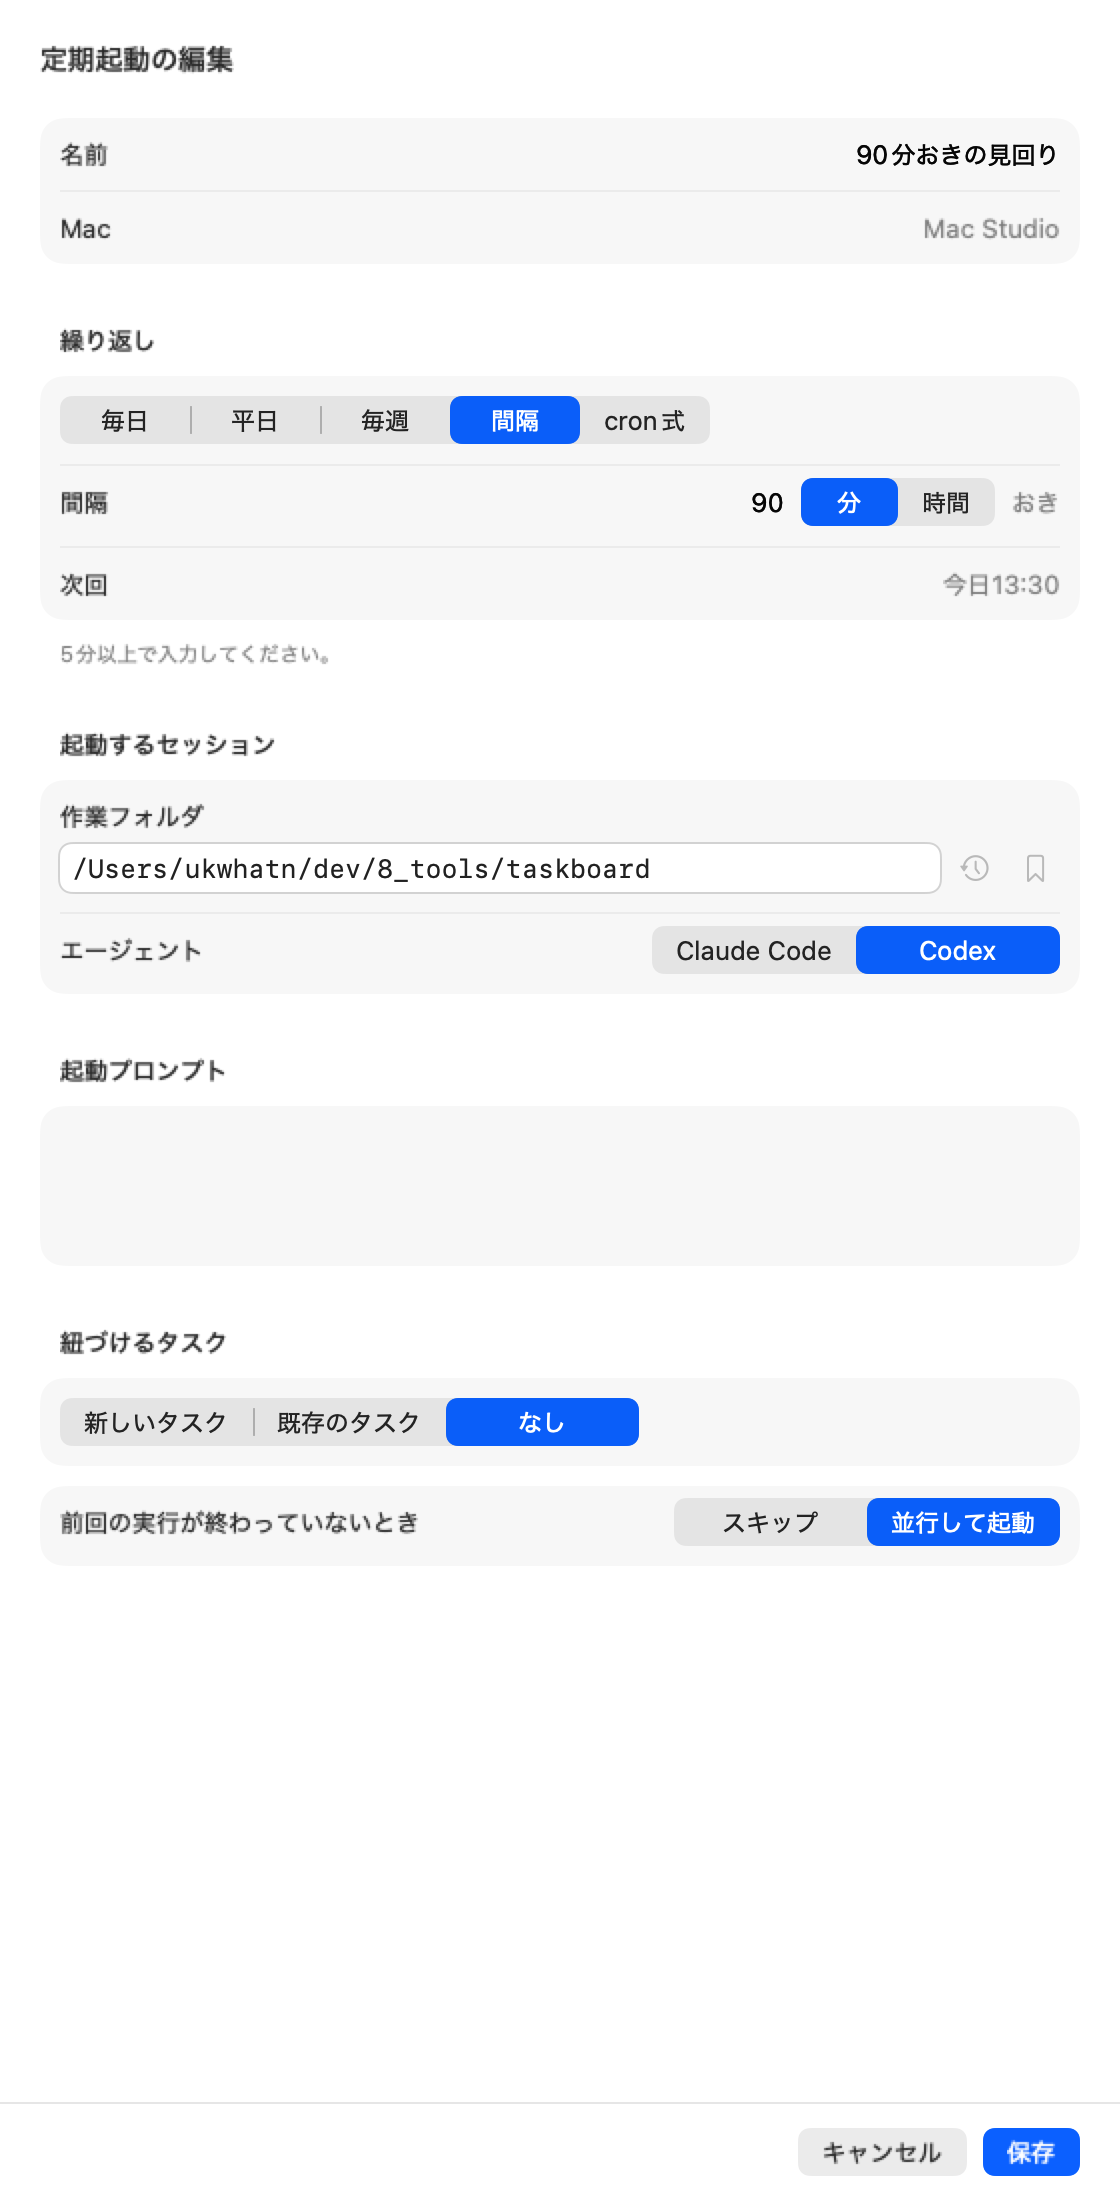 定期起動の編集
名前 90分おきの見回り
Mac Mac Studio
繰り返し
毎日 平日 毎週 間隔 cron式
間隔 90 分 時間 おき
次回 今日13:30
5分以上で入力してください。
起動するセッション
作業フォルダ
/Users/ukwhatn/dev/8_tools/taskboard
エージェント Claude Code Codex
起動プロンプト
紐づけるタスク
新しいタスク 既存のタスク なし
前回の実行が終わっていないとき スキップ 並行して起動
キャンセル 保存